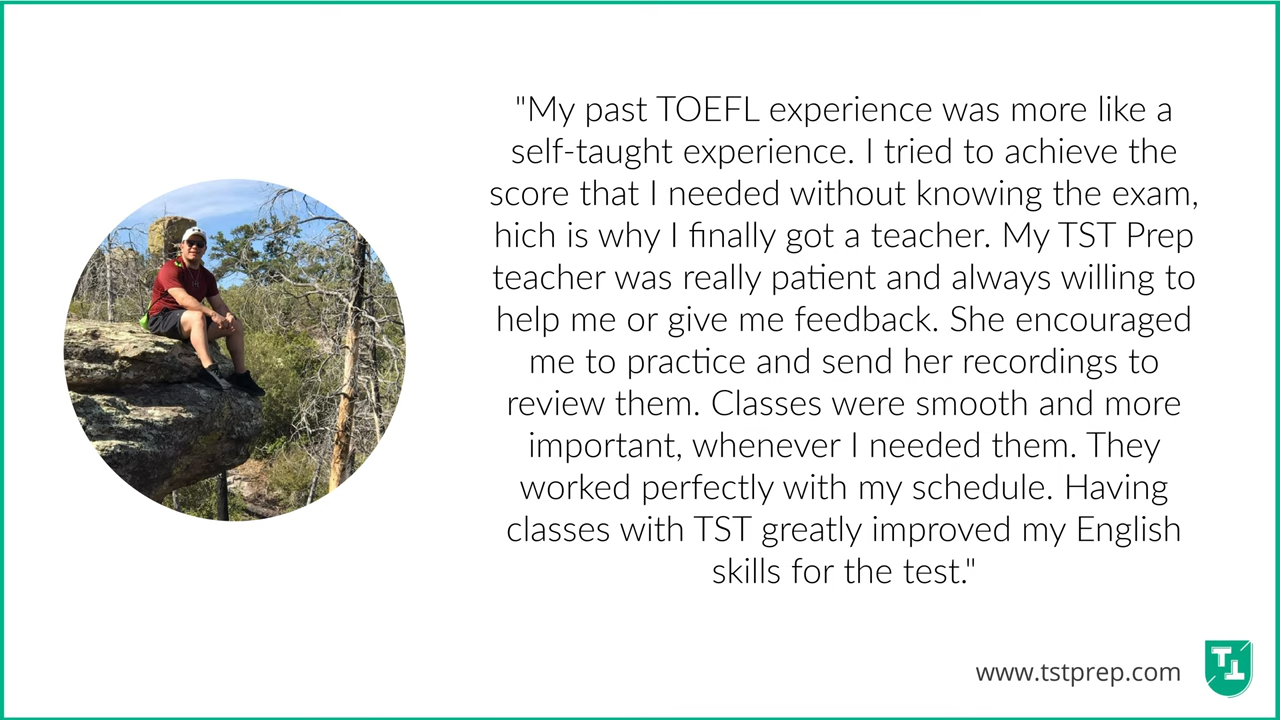 "My past TOEFL experience was more like a
self-taught experience. I tried to achieve the
score that I needed without knowing the exam,
hich is why I finally got a teacher. My TST Prep
teacher was really patient and always willing to
help me or give me feedback. She encouraged
me to practice and send her recordings to
review them. Classes were smooth and more
important, whenever I needed them. They
worked perfectly with my schedule. Having
classes with TST greatly improved my English
skills for the test."
www.tstprep.com